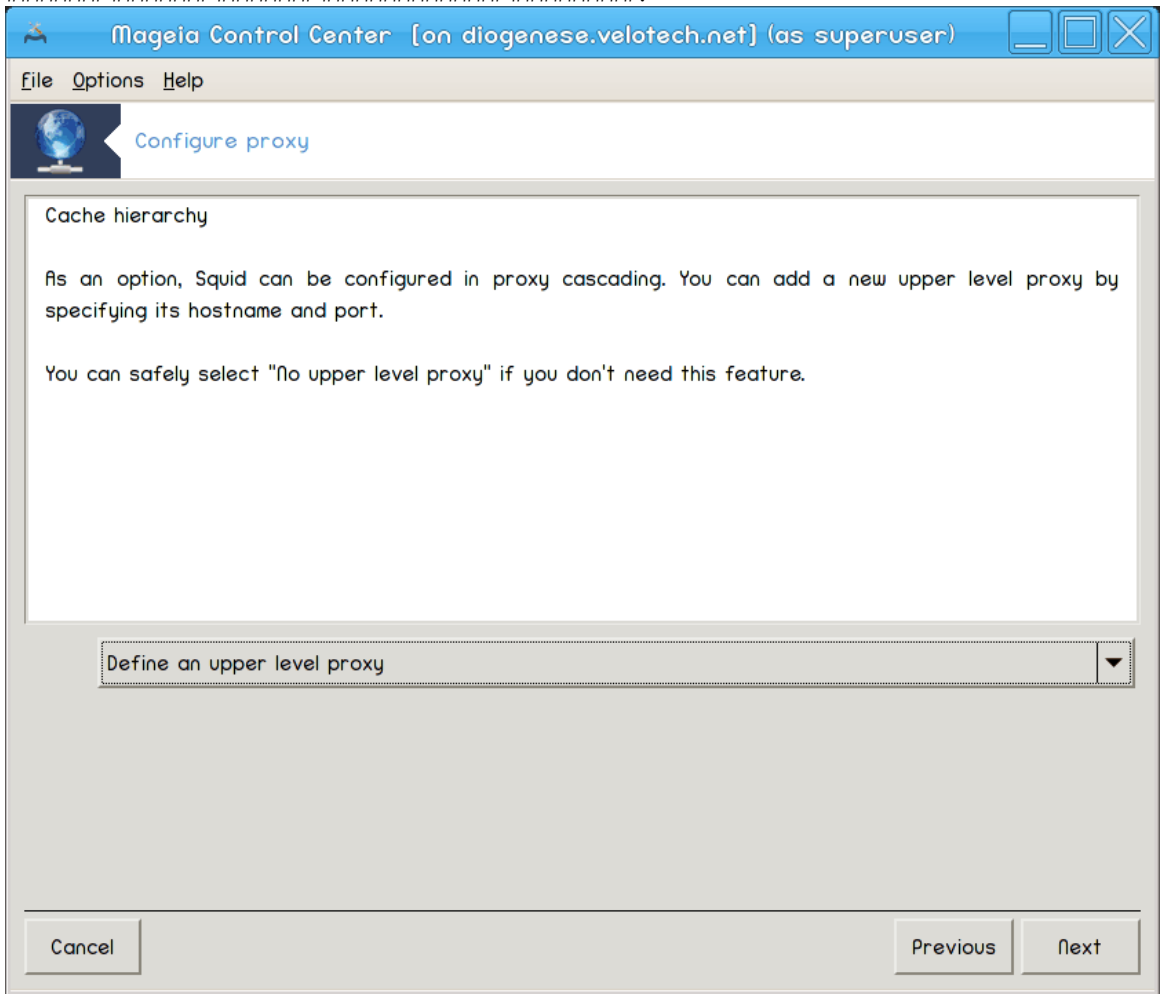 Mageia Control Center [on diogenese.velotech.net] (as superuser)
File Options Help
Configure proxy
Cache hierarchy
As an option, Squid can be configured in proxy cascading. You can add a new upper level proxy by
specifying its hostname and port.
You can safely select "No upper level proxy" if you don't need this feature.
Define an upper level proxy
Cancel
Previous
Next